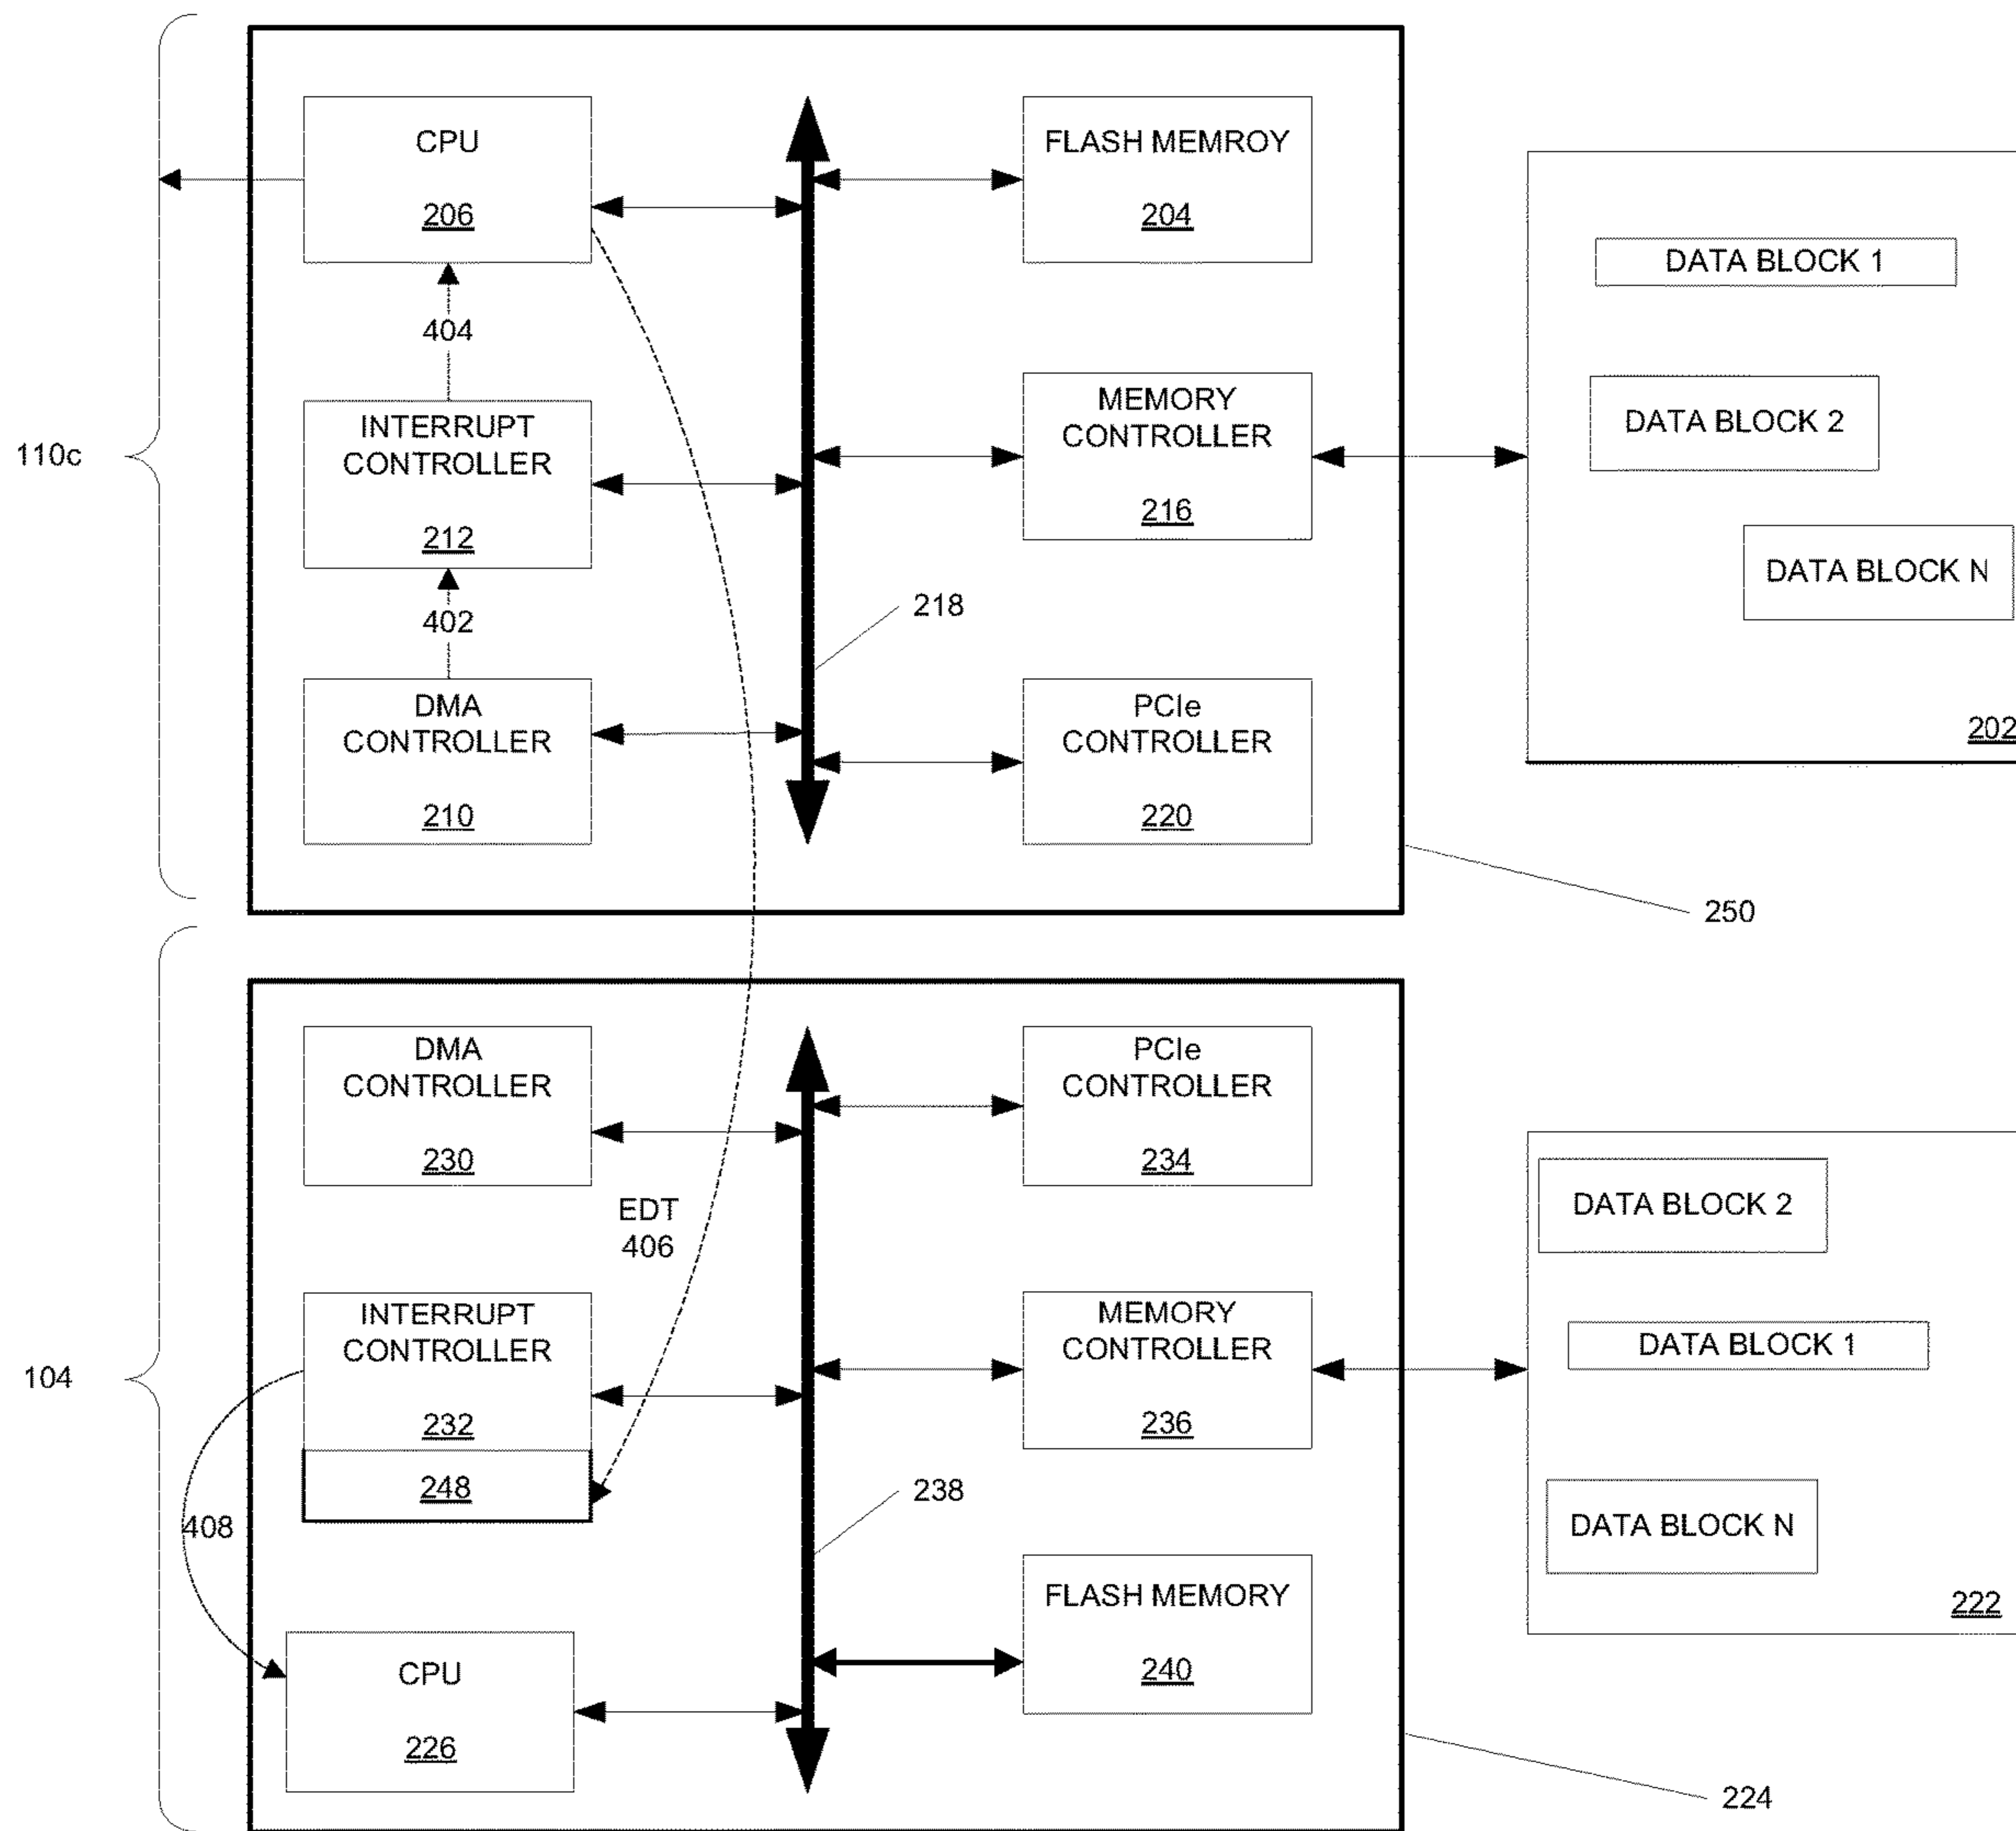 110c
CPU
206
404
INTERRUPT
CONTROLLER
212
402
DMA
CONTROLLER
210
218
FLASH MEMROY
204
MEMORY
CONTROLLER
216
PCIe
CONTROLLER
220
250
DATA BLOCK 1
DATA BLOCK 2
DATA BLOCK N
202
104
DMA
CONTROLLER
230
EDT
406
INTERRUPT
CONTROLLER
232
248
408
CPU
226
238
PCIe
CONTROLLER
234
MEMORY
CONTROLLER
236
FLASH MEMORY
240
224
DATA BLOCK 2
DATA BLOCK 1
DATA BLOCK N
222